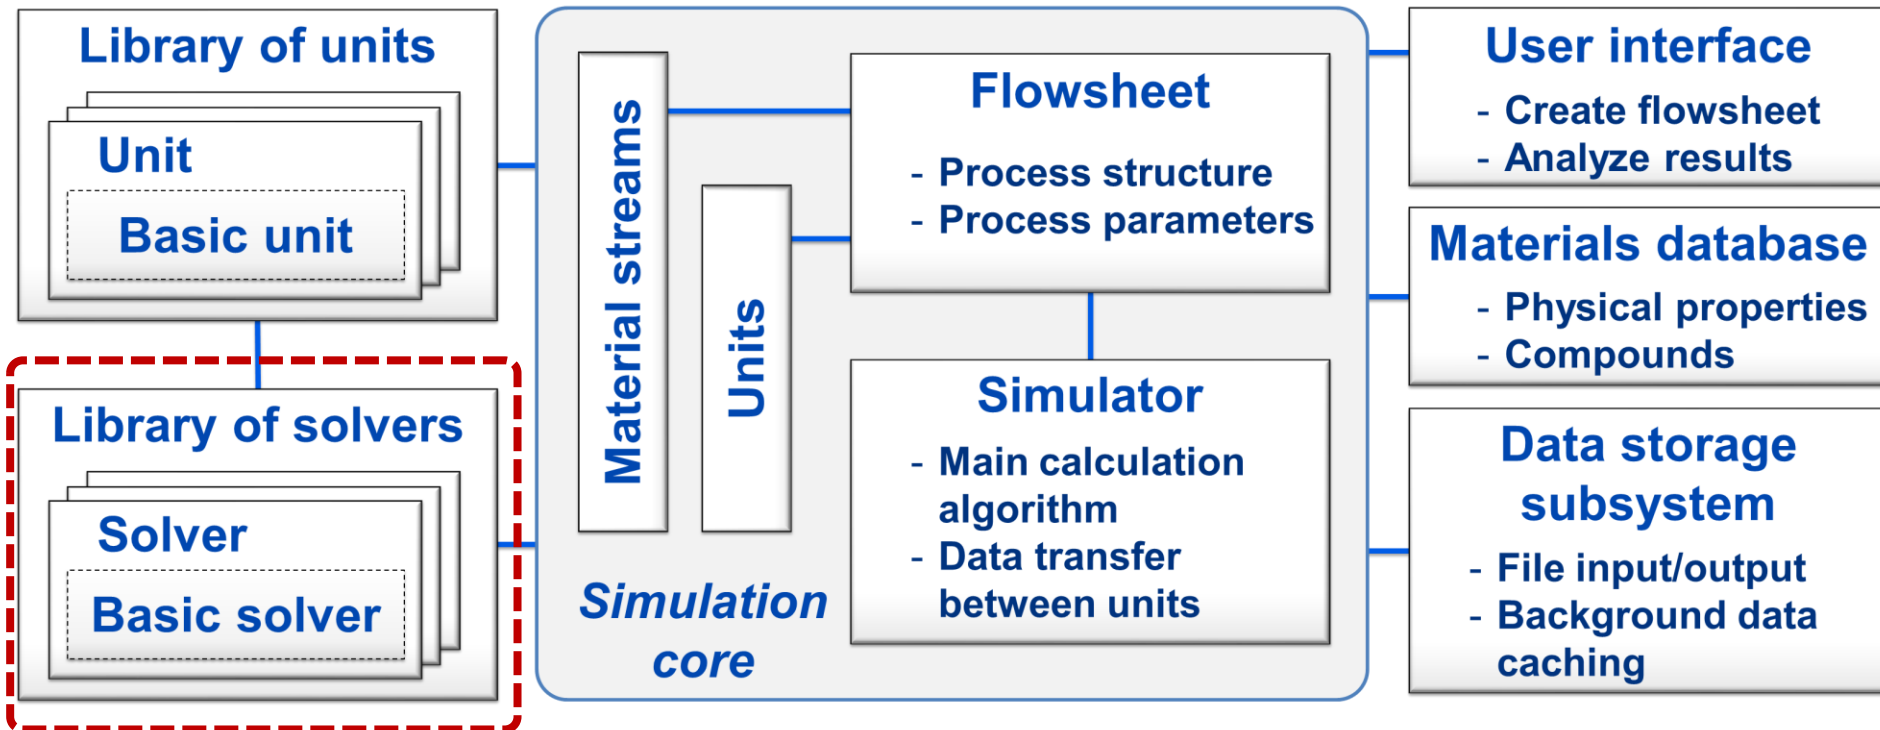 Library of units
Unit
Basic unit
Library of solvers
Solver
Basic solver
Material streams
Units
Simulation
core
Flowsheet
- Process structure
- Process parameters
Simulator
- Main calculation
algorithm
- Data transfer
between units
User interface
- Create flowsheet
- Analyze results
Materials database
- Physical properties
- Compounds
Data storage
subsystem
- File input/output
- Background data
caching